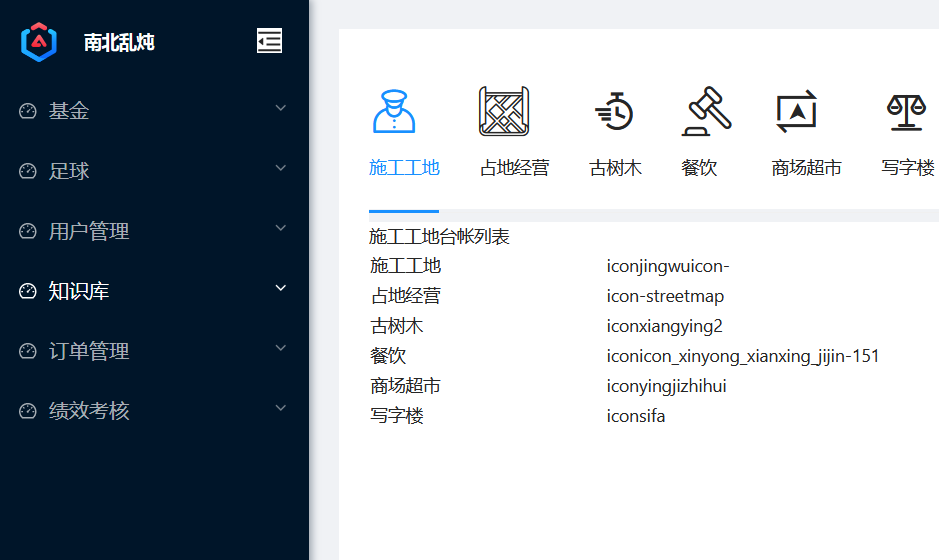 南北乱炖
基金
足球
用户管理
知识库
订单管理
绩效考核
施工工地 占地经营 古树木 餐饮 商场超市 写字楼
施工工地台帐列表
施工工地 iconjingwuicon-
占地经营 icon-streetmap
古树木 iconxiangying2
餐饮 iconicon_xinyong_xianxing_jijin-151
商场超市 iconyingjizhihui
写字楼 iconsifa